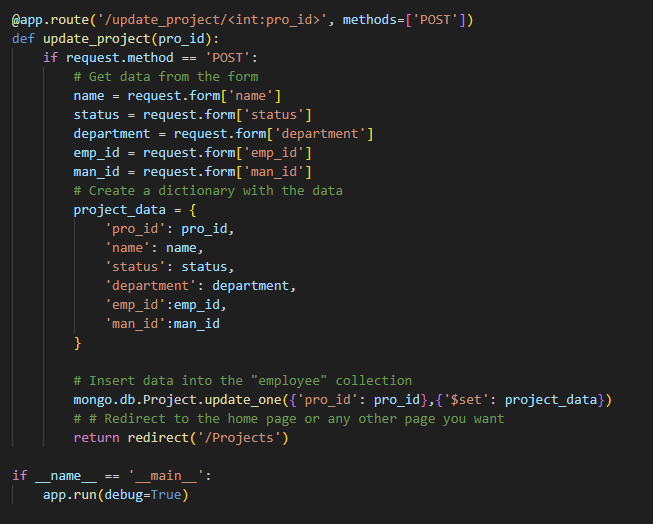 @app.route('/update_project/<int:pro_id>', methods=['POST'])
def update_project(pro_id):
    if request.method == 'POST':
        # Get data from the form
        name = request.form['name']
        status = request.form['status']
        department = request.form['department']
        emp_id = request.form['emp_id']
        man_id = request.form['man_id']
        # Create a dictionary with the data
        project_data = {
            'pro_id': pro_id,
            'name': name,
            'status': status,
            'department': department,
            'emp_id':emp_id,
            'man_id':man_id
        }

        # Insert data into the "employee" collection
        mongo.db.Project.update_one({'pro_id': pro_id},{'$set': project_data})
        # # Redirect to the home page or any other page you want
        return redirect('/Projects')

if __name__ == '__main__':
    app.run(debug=True)